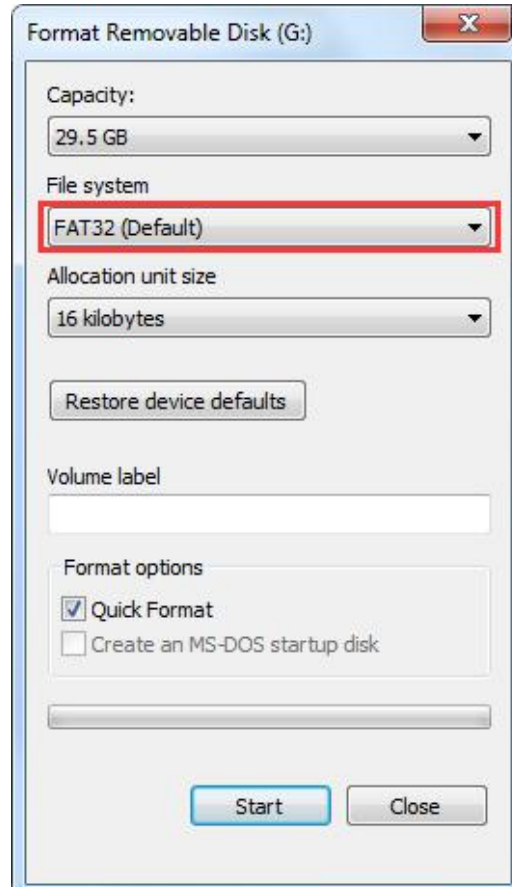 Format Removable Disk (G:)
Capacity:
29.5 GB
File system
FAT32 (Default)
Allocation unit size
16 kilobytes
Restore device defaults
Volume label
Format options
Quick Format
Create an MS-DOS startup disk
Start Close